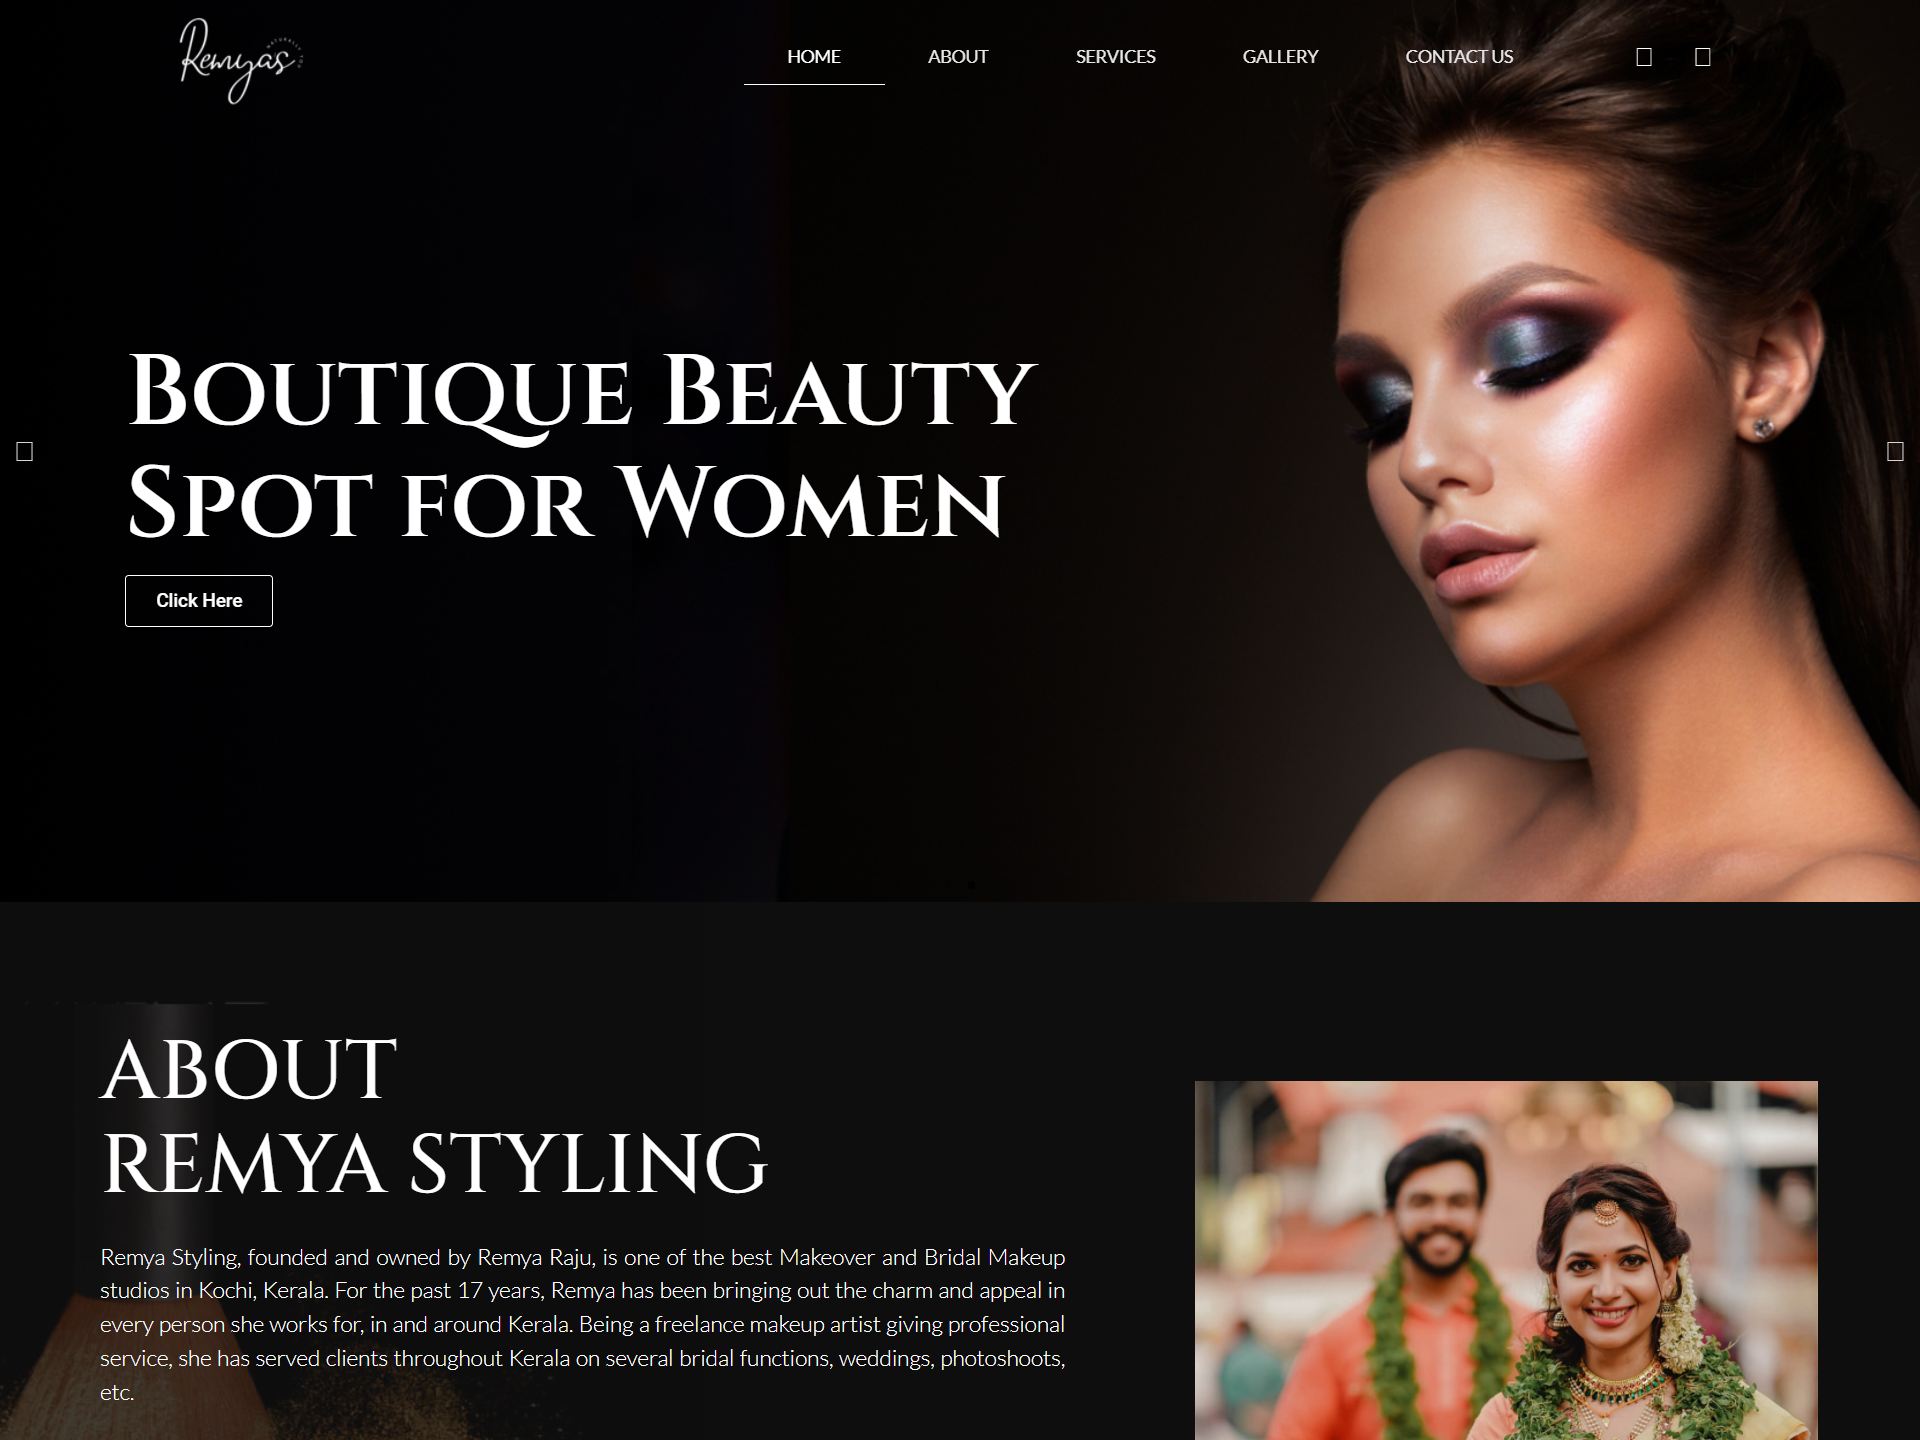 Remyas
NATURALLY
HOME
ABOUT
SERVICES
GALLERY
CONTACT US
Boutique Beauty
Spot for Women
Click Here
ABOUT
REMYA STYLING
Remya Styling, founded and owned by Remya Raju, is one of the best Makeover and Bridal Makeup
studios in Kochi, Kerala. For the past 17 years, Remya has been bringing out the charm and appeal in
every person she works for, in and around Kerala. Being a freelance makeup artist giving professional
service, she has served clients throughout Kerala on several bridal functions, weddings, photoshoots,
etc.